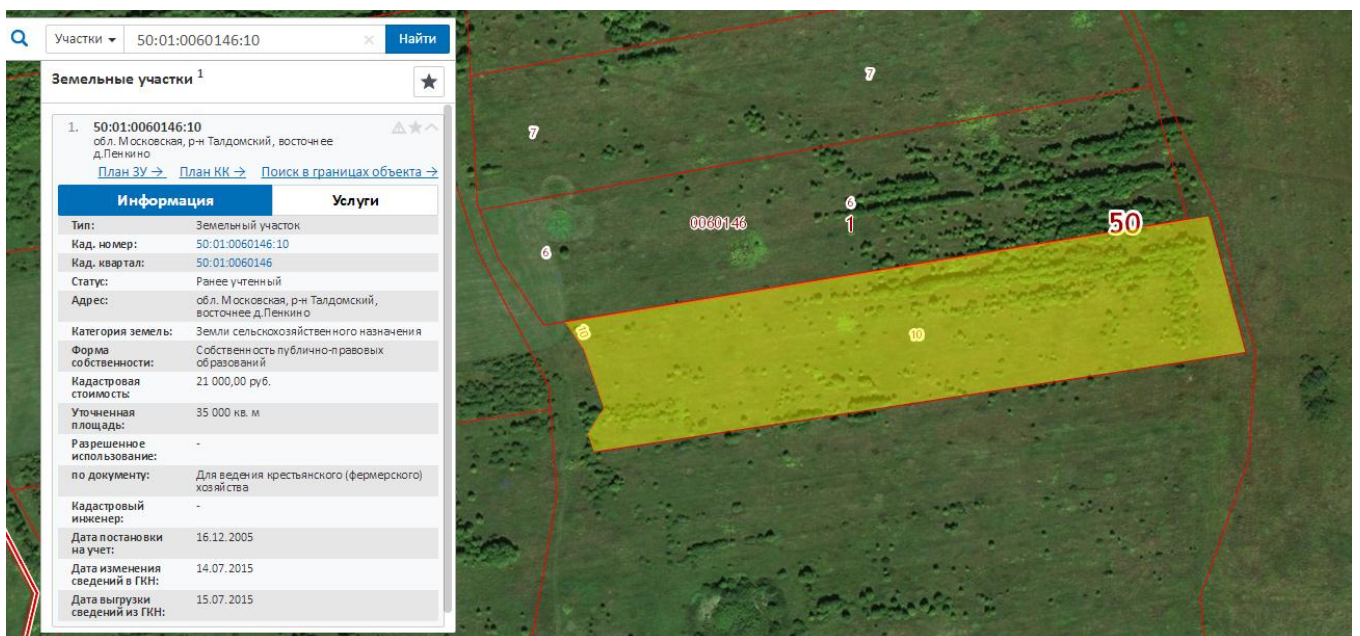 Участки 50:01:0060146:10 × Найти
Земельные участки 1
1. 50:01:0060146:10
обл. Московская, р-н Талдомский, восточнее
д.Пенкино
План ЗУ → План КК → Поиск в границах объекта →
Информация Услуги
Тип: Земельный участок
Кад. номер: 50:01:0060146:10
Кад. квартал: 50:01:0060146
Статус: Ранее учтенный
Адрес: обл. Московская, р-н Талдомский,
восточнее д.Пенкино
Категория земель: Земли сельскохозяйственного назначения
Форма Собственность публично-правовых
собственности: образований
Кадастровая 21 000,00 руб.
стоимость:
Уточненная 35 000 кв. м
площадь:
Разрешенное -
использование:
по документу: Для ведения крестьянского (фермерского)
хозяйства
Кадастровый -
инженер:
Дата постановки 16.12.2005
на учет:
Дата изменения 14.07.2015
сведений в ГКН:
Дата выгрузки 15.07.2015
сведений из ГКН:
7
7
6
0060146
1
50
6
10
10